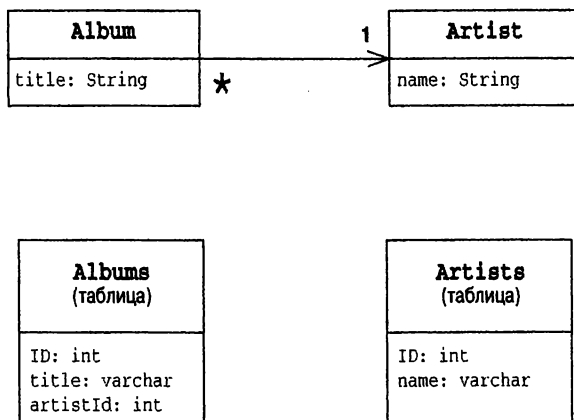 Album
1
Artist
title: String
*
name: String
Albums
(таблица)
ID: int
title: varchar
artistId: int
Artists
(таблица)
ID: int
name: varchar